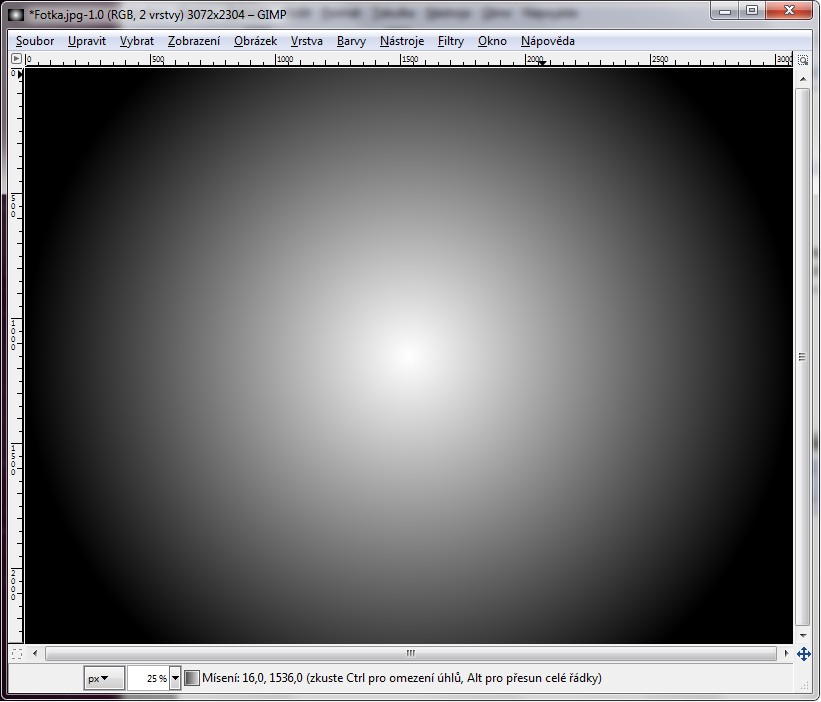 *Fotka.jpg-1.0 (RGB, 2 vrstvy) 3072x2304 – GIMP
Soubor Upravit Vybrat Zobrazení Obrázek Vrstva Barvy Nástroje Filtry Okno Nápověda
0 500 1000 1500 2000 2500 3000
0
500
1000
1500
2000
px 25 % Mísení: 16,0, 1536,0 (zkuste Ctrl pro omezení úhlů, Alt pro přesun celé řádky)